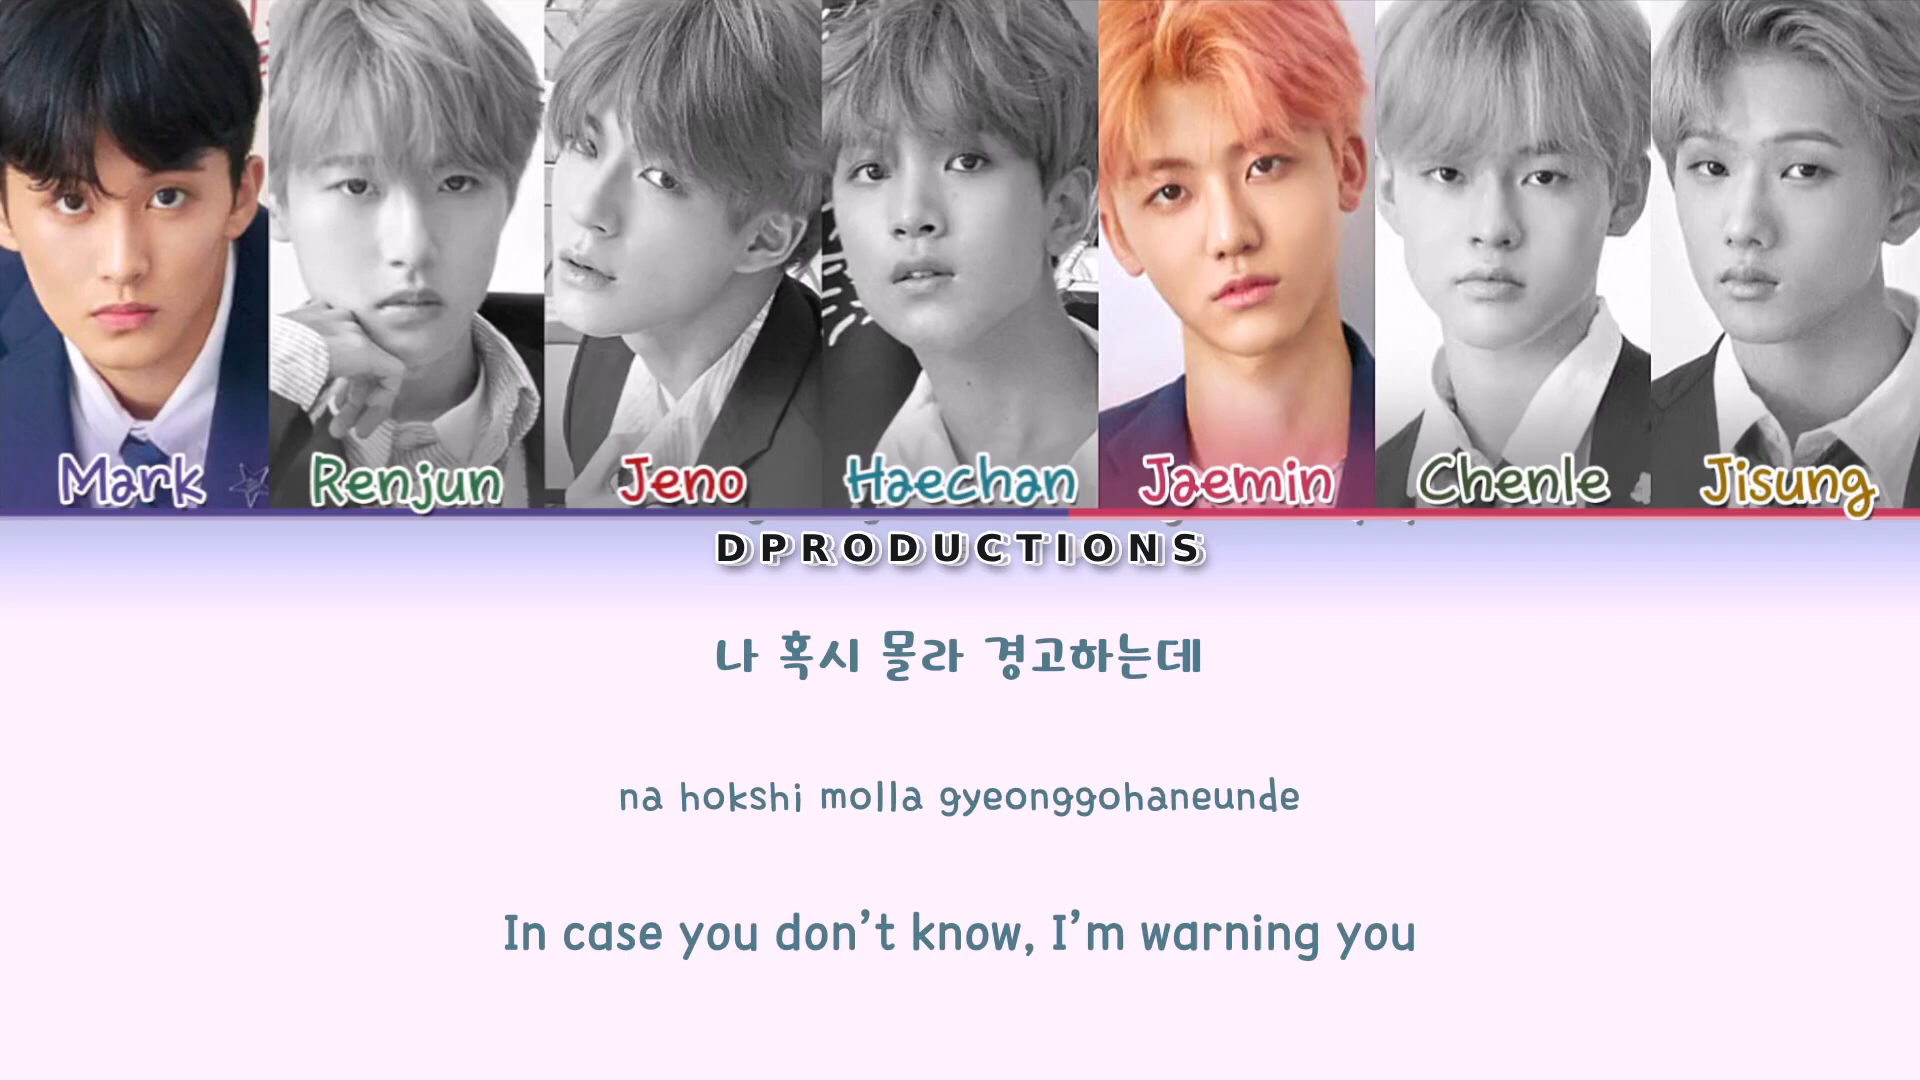 Mark Renjun Jeno Haechan Jaemin Chenle Jisung
DPRODUCTIONS
나 혹시 몰라 경고하는데
na hokshi molla gyeonggohaneunde
In case you don’t know, I’m warning you